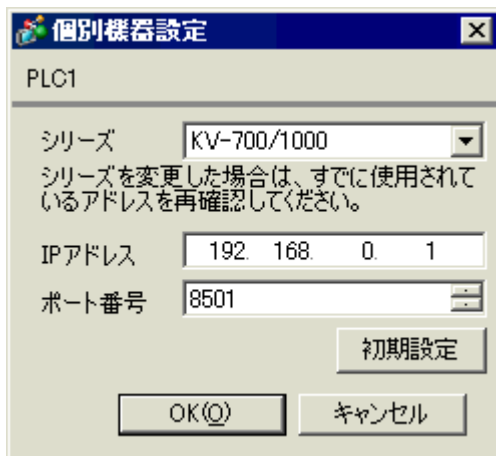 個別機器設定
PLC1
シリーズ KV-700/1000
シリーズを変更した場合は、すでに使用されて
いるアドレスを再確認してください。
IPアドレス 192. 168. 0. 1
ポート番号 8501
初期設定
OK(O) キャンセル